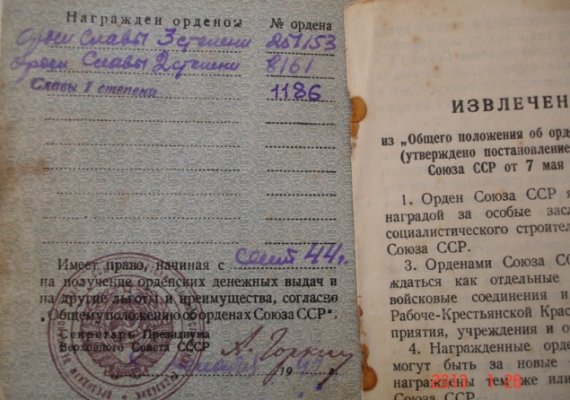 Награжден орденом № ордена
Орден Славы 3 степени 257153
Орден Славы 2 степени 8161
Славы I степени 1186
Имеет право, начиная с сент 44 г.
на получение орденских денежных выдач и
на другие льготы и преимущества, согласно
„Общему положению об орденах Союза ССР“.
Секретарь Президиума
Верховного Совета СССР
А. Горкин
19
ИЗВЛЕЧЕН
из „Общего положения об орд
(утверждено постановление
Союза ССР от 7 мая
1. Орден Союза ССР я
наградой за особые засл
социалистического строител
Союза ССР.
3. Орденами Союза СС
ждаться как отдельные
войсковые соединения и
Рабоче-Крестьянской Крас
приятия, учреждения и о
4. Награжденные орден
могут быть за новые
награждены тем же или
Союза ССР.